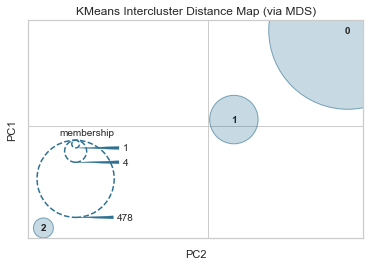 KMeans Intercluster Distance Map (via MDS)
0
1
PC1
membership
1
4
478
2
PC2